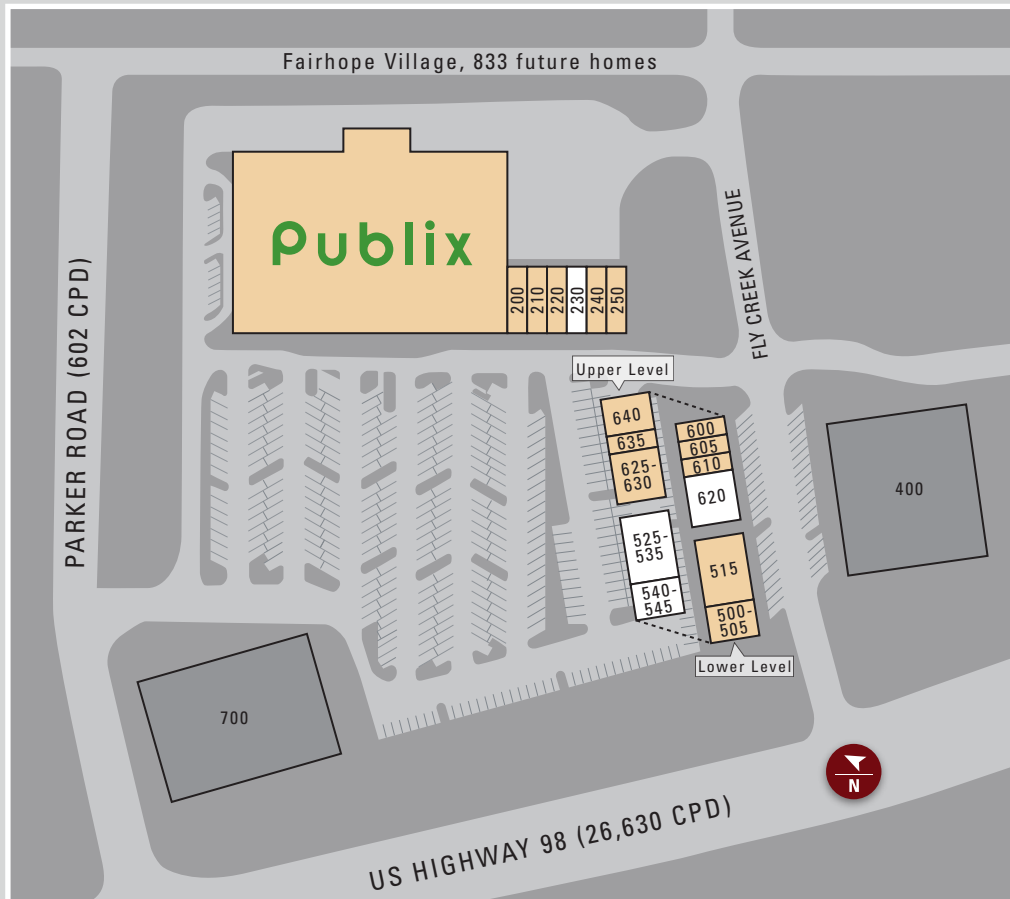 Fairhope Village, 833 future homes
Publix
200
210
220
230
240
250
FLY CREEK AVENUE
PARKER ROAD (602 CPD)
Upper Level
640
635
625-
630
600
605
610
620
525-
535
540-
545
515
500-
505
Lower Level
400
700
N
US HIGHWAY 98 (26,630 CPD)